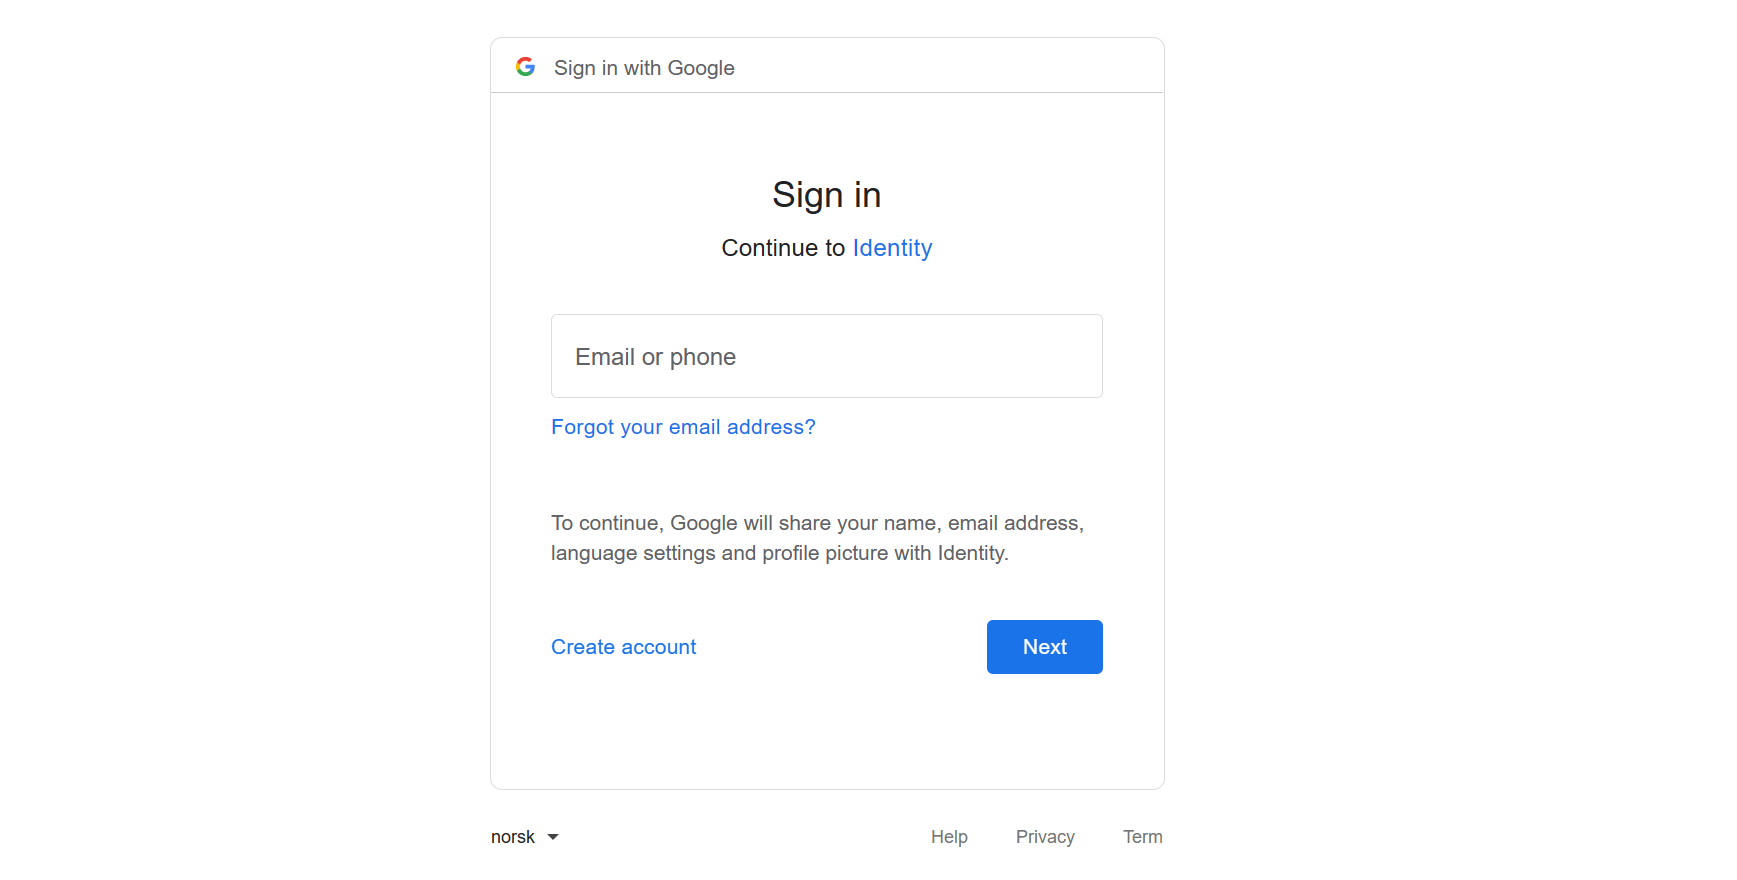 Sign in with Google
Sign in
Continue to Identity
Email or phone
Forgot your email address?
To continue, Google will share your name, email address,
language settings and profile picture with Identity.
Create account
Next
norsk
Help
Privacy
Term